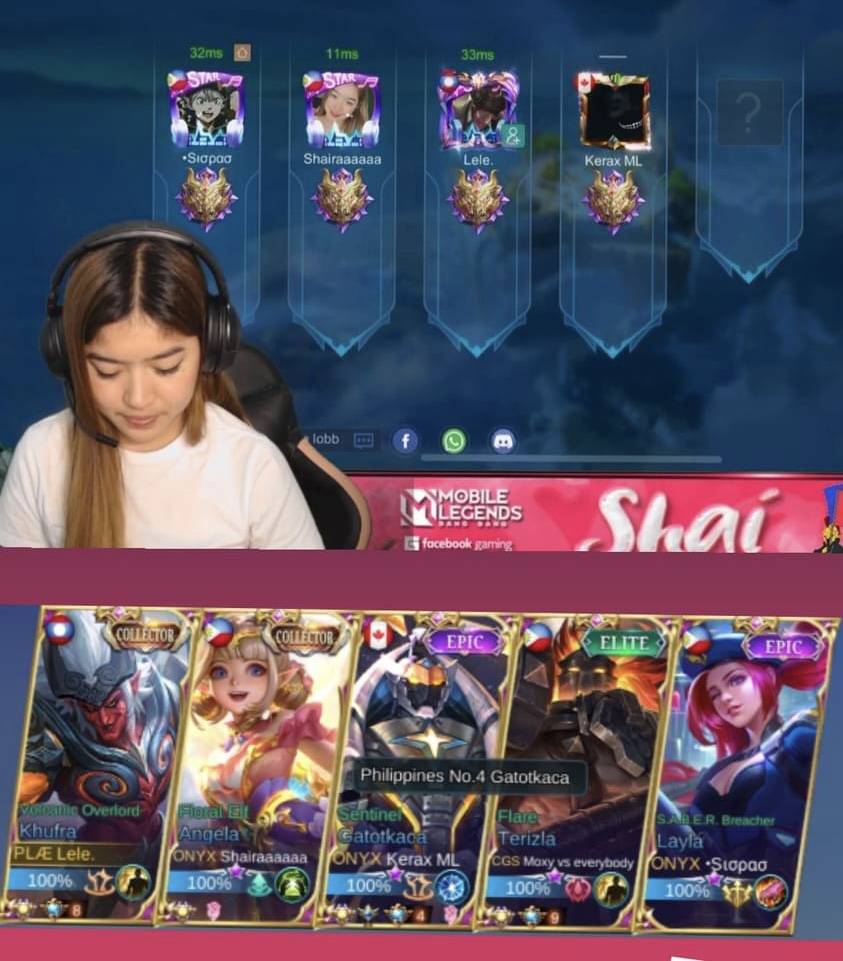 32ms
11ms
33ms
STAR
STAR
?
•Sισρασ
Shairaaaaaa
Lele.
Kerax ML
lobb
MOBILE
LEGENDS
BANG BANG
facebook gaming
Shai
COLLECTOR
COLLECTOR
EPIC
ELITE
EPIC
Philippines No.4 Gatotkaca
Volcanic Overlord
Khufra
PLÆ Lele.
100%
8
Floral Elf
Angela
ONYX Shairaaaaaa
100%
Sentinel
Gatotkaca
ONYX Kerax ML
100%
4
Flare
Terizla
CGS Moxy vs everybody
100%
9
S.A.B.E.R. Breacher
Layla
ONYX •Sισρασ
100%